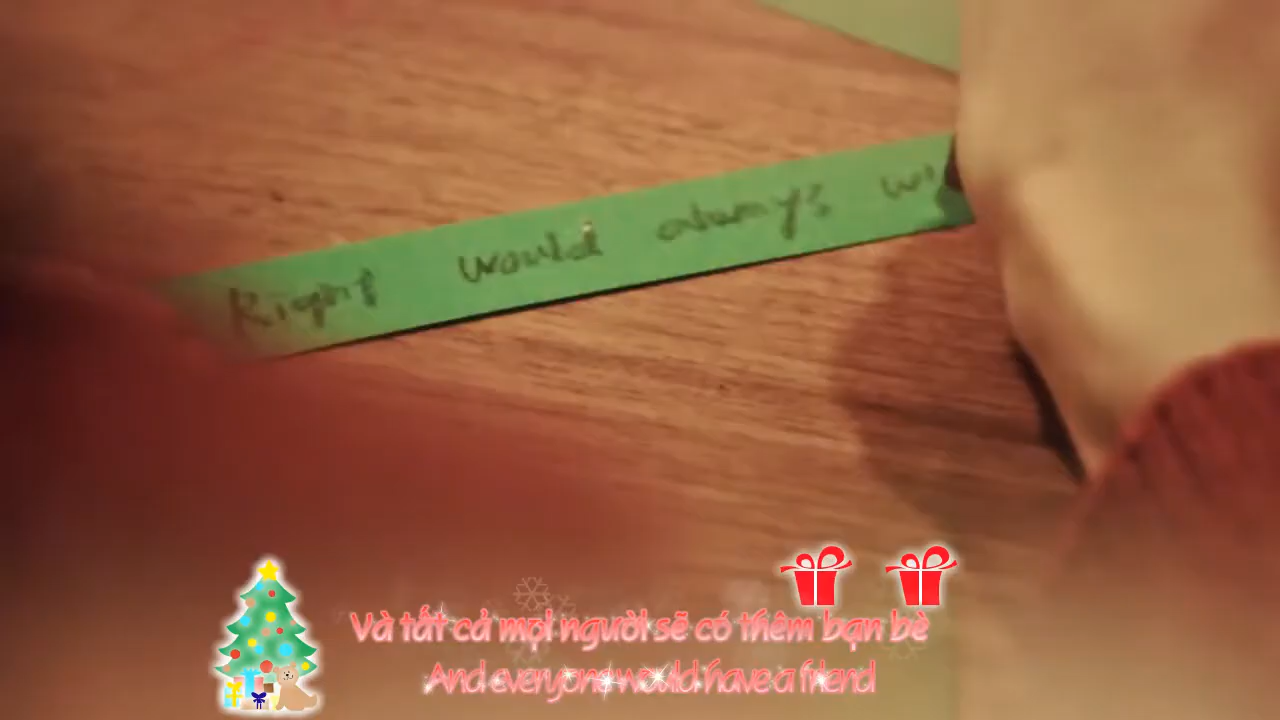 Right would always
Và tất cả mọi người sẽ có thêm bạn bè
And everyone would have a friend